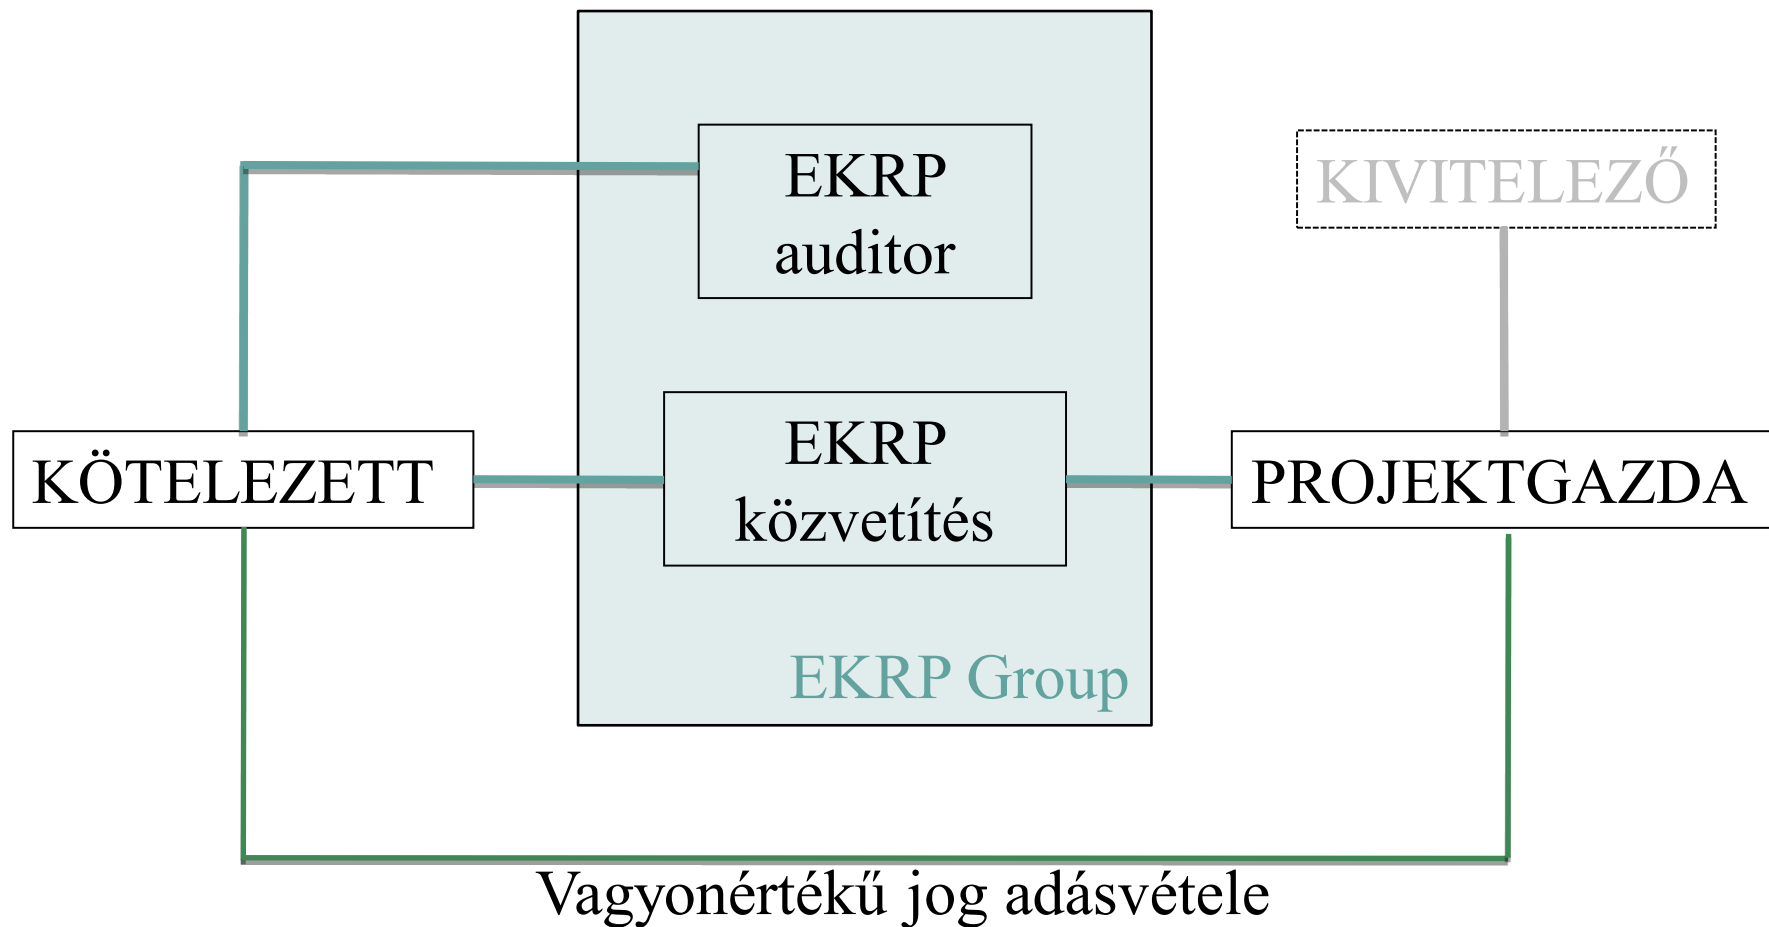 EKRP
auditor
KIVITELEZŐ
KÖTELEZETT
EKRP
közvetítés
PROJEKTGAZDA
EKRP Group
Vagyonértékű jog adásvétele